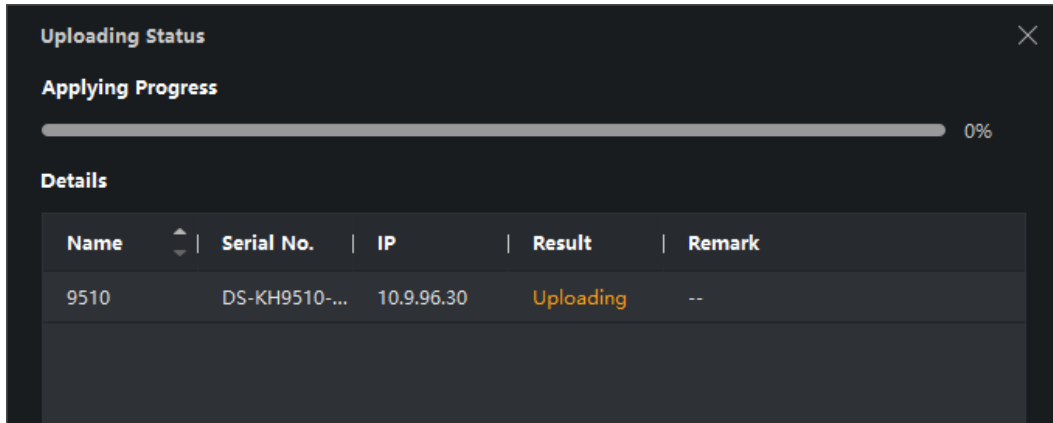 Uploading Status
Applying Progress
0%
Details
Name | Serial No. | IP | Result | Remark
9510 DS-KH9510-... 10.9.96.30 Uploading --